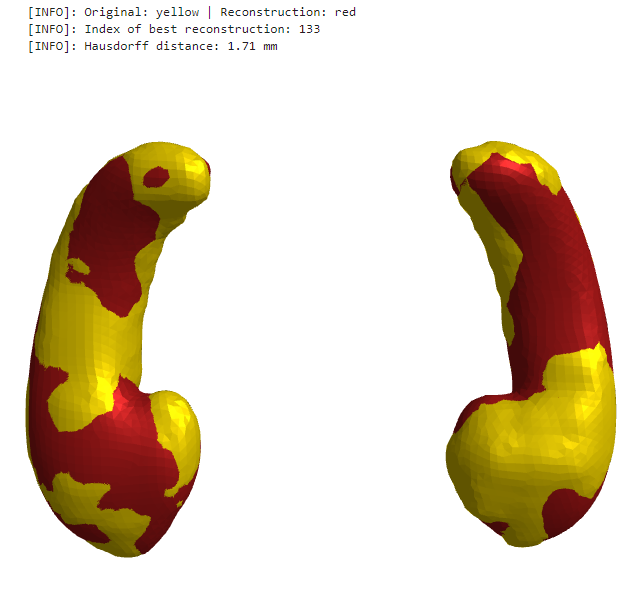 [INFO]: Original: yellow | Reconstruction: red
[INFO]: Index of best reconstruction: 133
[INFO]: Hausdorff distance: 1.71 mm